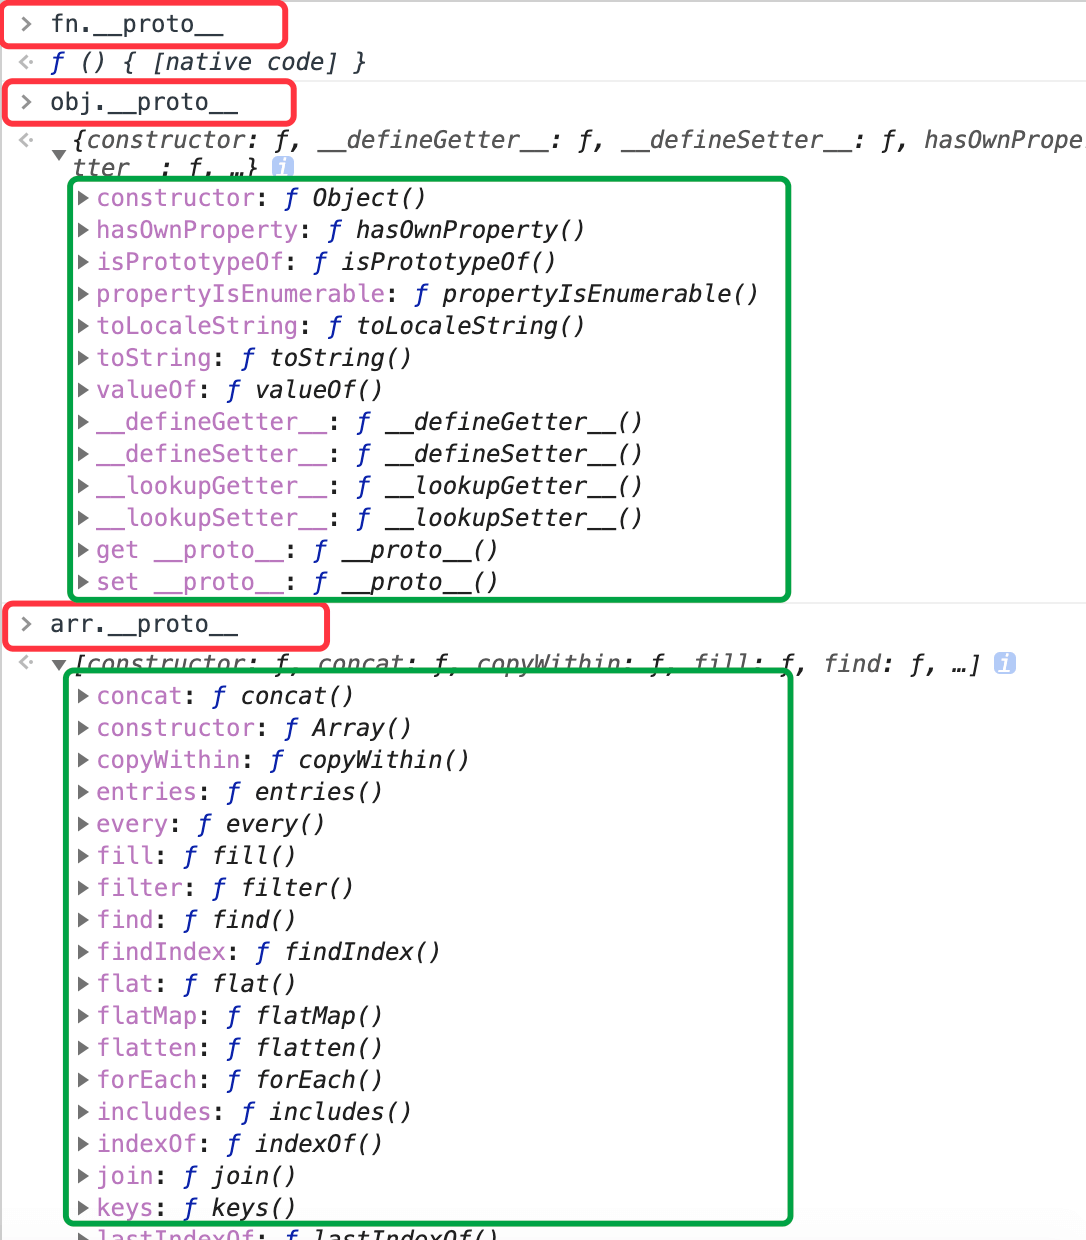 > fn.__proto__
ƒ () { [native code] }
> obj.__proto__
{constructor: ƒ, __defineGetter__: ƒ, __defineSetter__: ƒ, hasOwnPrope
tter__: ƒ, …} i
constructor: ƒ Object()
hasOwnProperty: ƒ hasOwnProperty()
isPrototypeOf: ƒ isPrototypeOf()
propertyIsEnumerable: ƒ propertyIsEnumerable()
toLocaleString: ƒ toLocaleString()
toString: ƒ toString()
valueOf: ƒ valueOf()
__defineGetter__: ƒ __defineGetter__()
__defineSetter__: ƒ __defineSetter__()
__lookupGetter__: ƒ __lookupGetter__()
__lookupSetter__: ƒ __lookupSetter__()
get __proto__: ƒ __proto__()
set __proto__: ƒ __proto__()
> arr.__proto__
[constructor: ƒ, concat: ƒ, copyWithin: ƒ, fill: ƒ, find: ƒ, …] i
concat: ƒ concat()
constructor: ƒ Array()
copyWithin: ƒ copyWithin()
entries: ƒ entries()
every: ƒ every()
fill: ƒ fill()
filter: ƒ filter()
find: ƒ find()
findIndex: ƒ findIndex()
flat: ƒ flat()
flatMap: ƒ flatMap()
flatten: ƒ flatten()
forEach: ƒ forEach()
includes: ƒ includes()
indexOf: ƒ indexOf()
join: ƒ join()
keys: ƒ keys()
lastIndexOf: ƒ lastIndexOf()